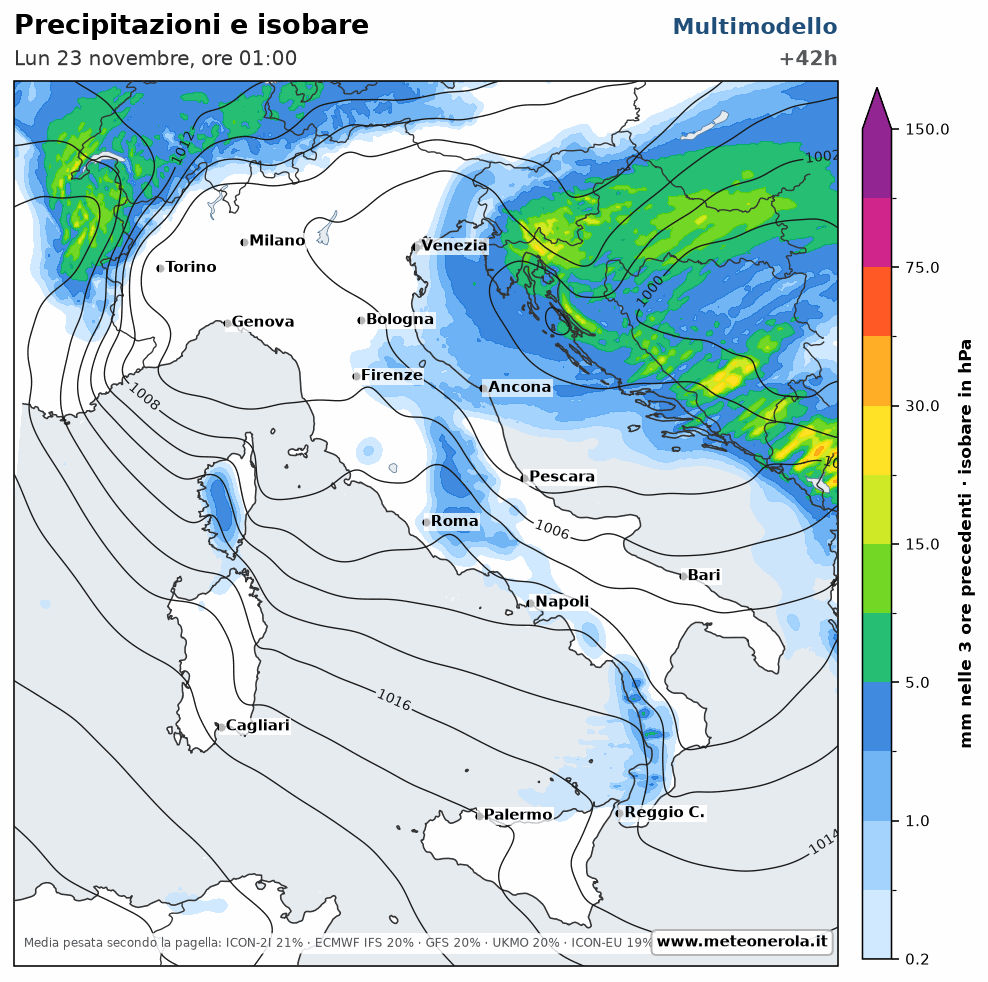 Precipitazioni e isobare
Multimodello
Lun 23 novembre, ore 01:00
+42h
150.0
1012
1002
Milano
Venezia
Torino
75.0
1000
Bologna
Genova
Firenze
Ancona
1008
30.0
Pescara
Roma
1006
15.0
Bari
Napoli
5.0
1016
Cagliari
Palermo
Reggio C.
1.0
1014
0.2
mm nelle 3 ore precedenti · isobare in hPa
Media pesata secondo la pagella: ICON-2I 21% · ECMWF IFS 20% · GFS 20% · UKMO 20% · ICON-EU 19%
www.meteonerola.it